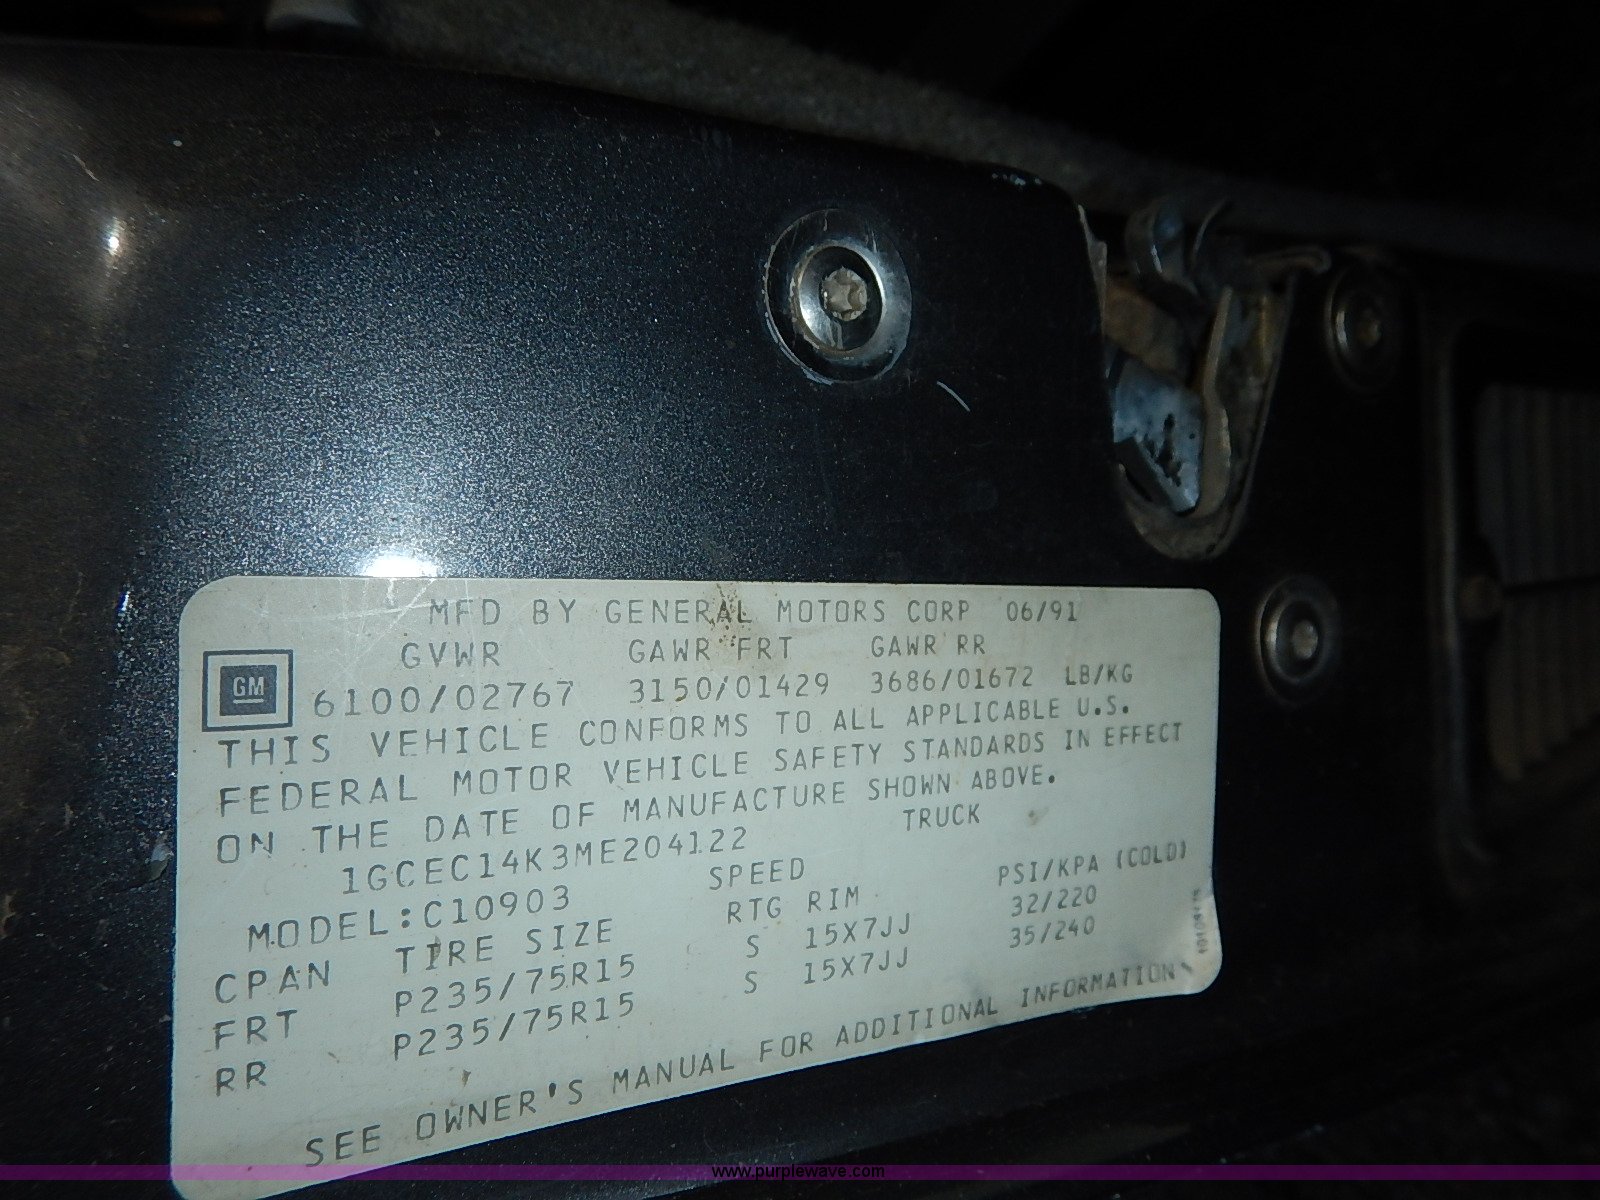 MFD BY GENERAL MOTORS CORP 06/91
GVWR GAWR FRT GAWR RR
GM
6100/02767 3150/01429 3686/01672 LB/KG
THIS VEHICLE CONFORMS TO ALL APPLICABLE U.S.
FEDERAL MOTOR VEHICLE SAFETY STANDARDS IN EFFECT
ON THE DATE OF MANUFACTURE SHOWN ABOVE.
1GCEC14K3ME204122 TRUCK
MODEL:C10903 SPEED
CPAN TIRE SIZE RTG RIM PSI/KPA (COLD)
FRT P235/75R15 S 15X7JJ 32/220
RR P235/75R15 S 15X7JJ 35/240
SEE OWNER'S MANUAL FOR ADDITIONAL INFORMATION
www.purplewave.com